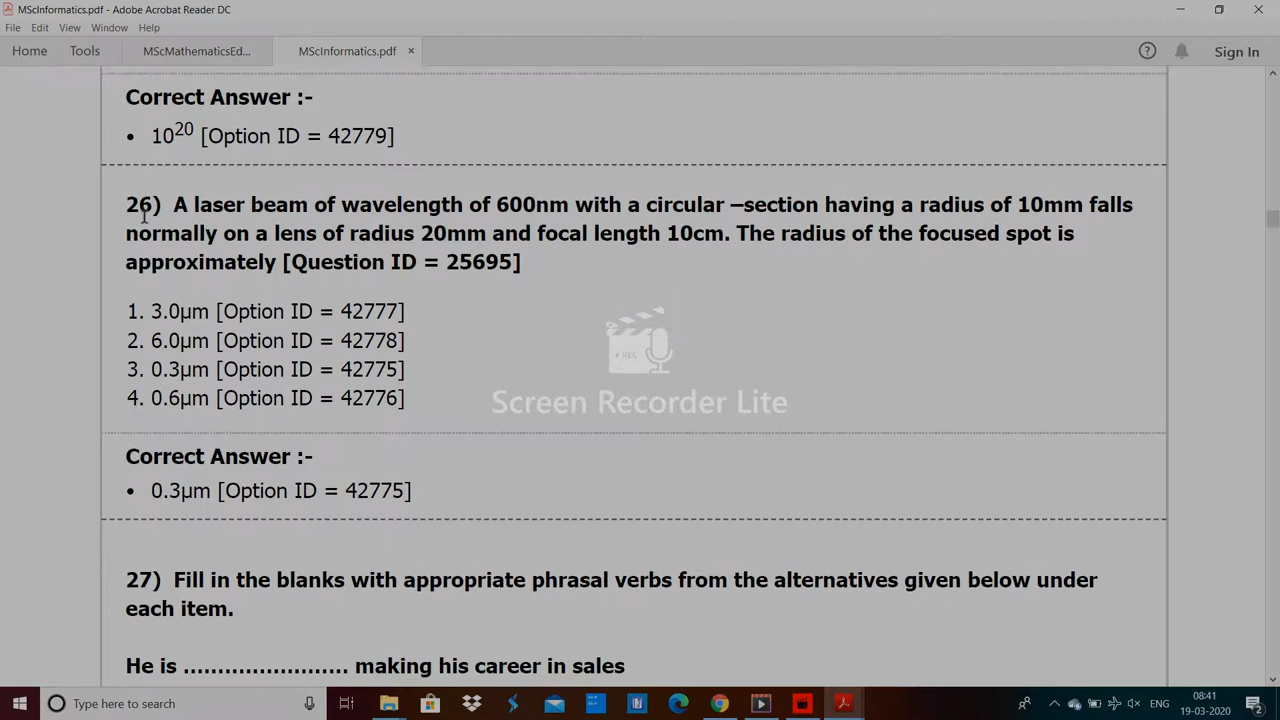 MScInformatics.pdf - Adobe Acrobat Reader DC
File Edit View Window Help
Home Tools MScMathematicsEd... MScInformatics.pdf × Sign In
Correct Answer :-
• 10²⁰ [Option ID = 42779]
26) A laser beam of wavelength of 600nm with a circular –section having a radius of 10mm falls
normally on a lens of radius 20mm and focal length 10cm. The radius of the focused spot is
approximately [Question ID = 25695]
1. 3.0μm [Option ID = 42777]
2. 6.0μm [Option ID = 42778]
3. 0.3μm [Option ID = 42775]
4. 0.6μm [Option ID = 42776]
REC
Screen Recorder Lite
Correct Answer :-
• 0.3μm [Option ID = 42775]
27) Fill in the blanks with appropriate phrasal verbs from the alternatives given below under
each item.
He is ........................ making his career in sales
Type here to search ENG 08:41
19-03-2020 2